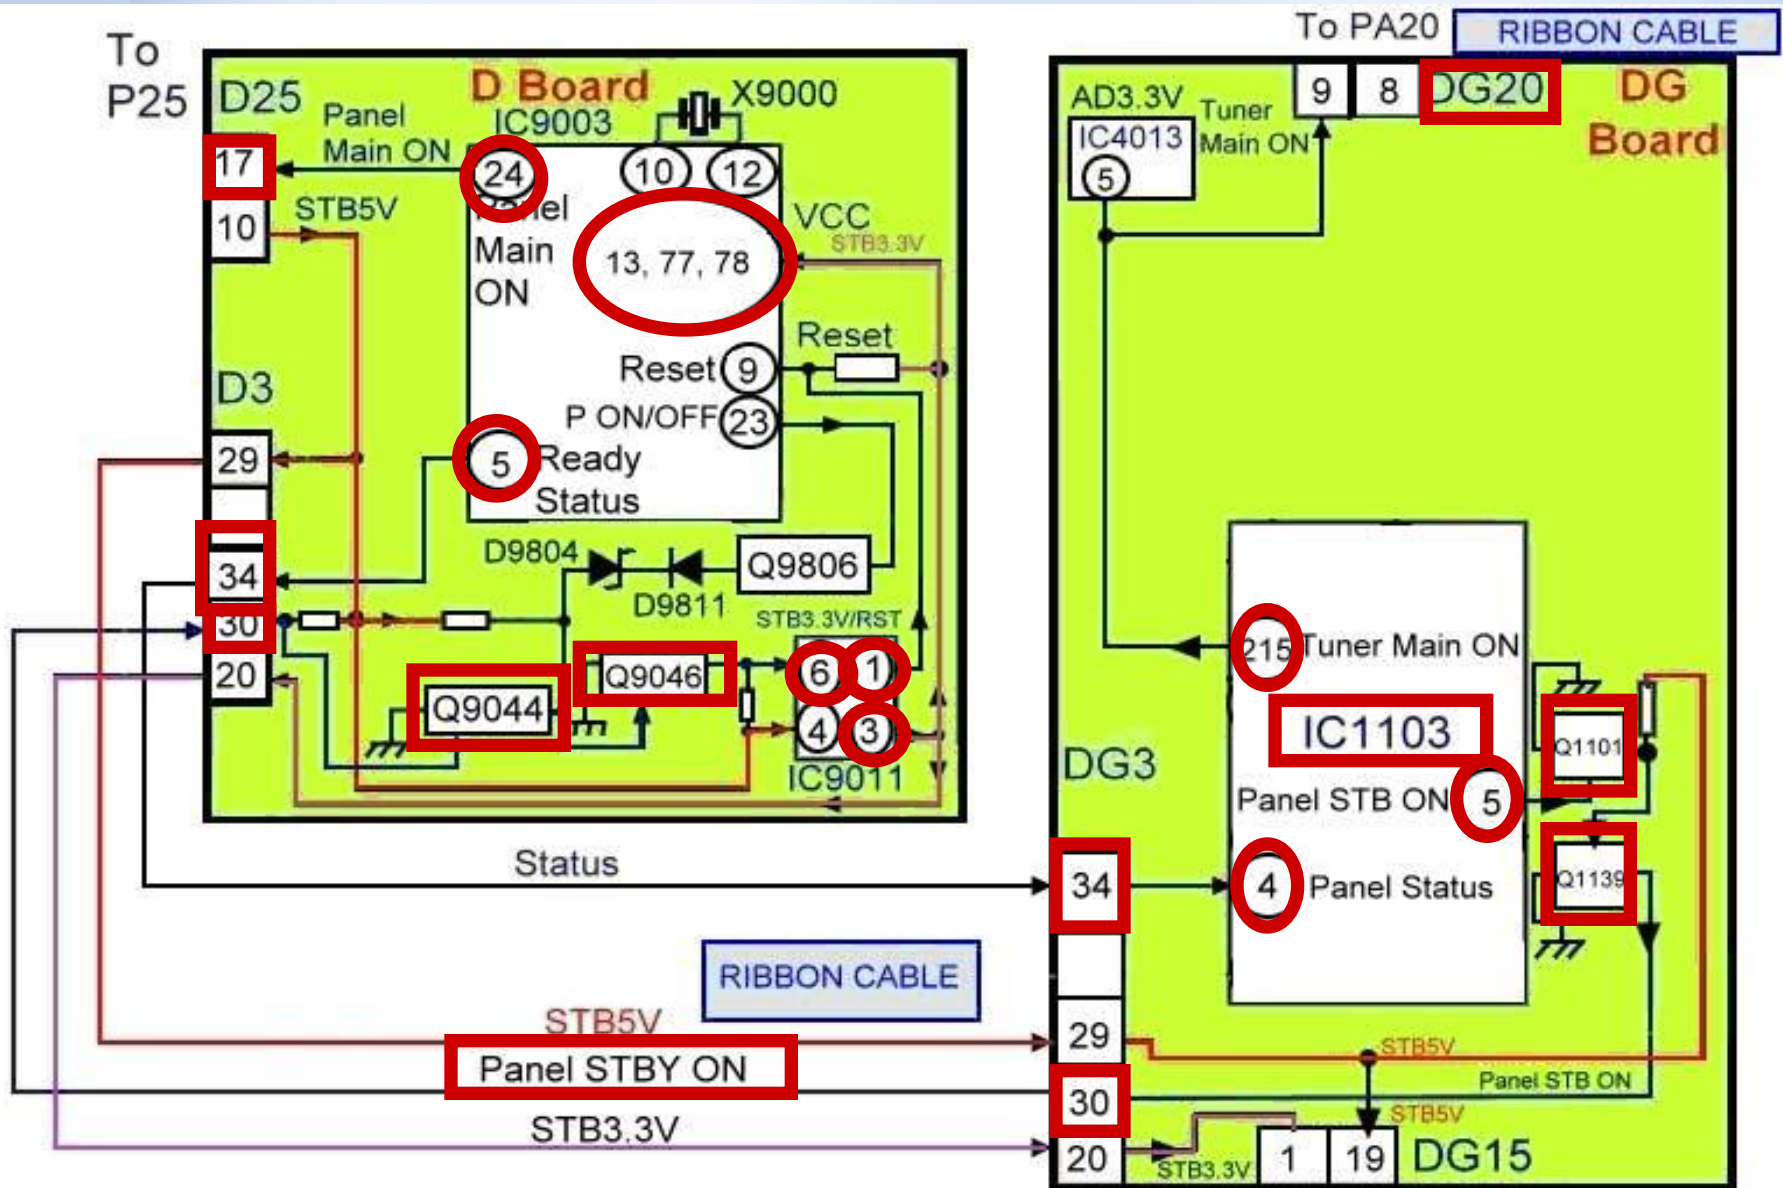 To PA20
RIBBON CABLE
To
P25
D25
D Board
IC9003
X9000
Panel
Main ON
17
24
10
12
10
STB5V
Panel
Main
ON
13, 77, 78
VCC
STB3.3V
Reset
Reset
9
P ON/OFF
23
D3
29
5
Ready
Status
34
D9804
Q9806
D9811
30
STB3.3V/RST
20
Q9044
Q9046
6
1
4
3
IC9011
AD3.3V
IC4013
5
Tuner
Main ON
9
8
DG20
DG
Board
215
Tuner Main ON
IC1103
Q1101
DG3
Panel STB ON
5
34
4
Panel Status
Q1139
Status
RIBBON CABLE
STB5V
29
STB5V
Panel STBY ON
Panel STB ON
30
STB5V
STB3.3V
20
STB3.3V
1
19
DG15